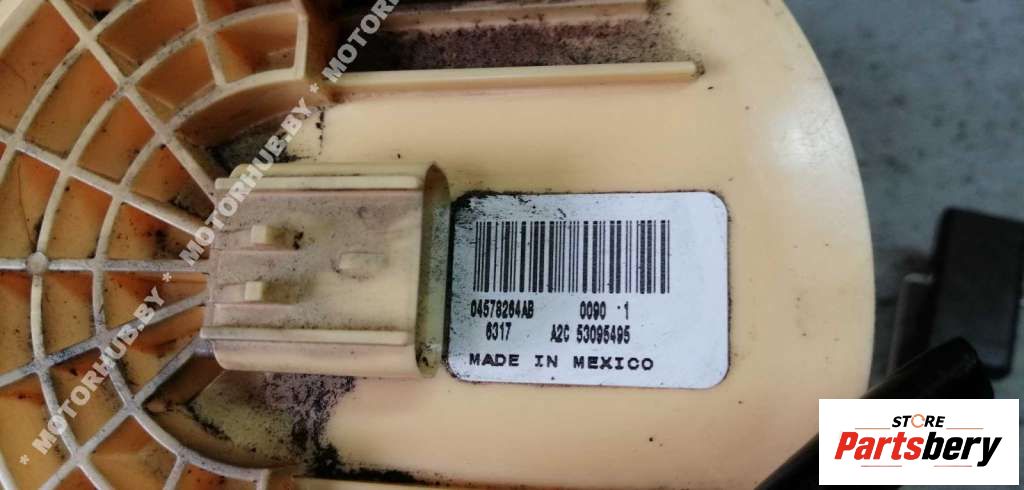 * MOTORHUB.BY * MOTORHUB.BY * MOTORHUB.BY
04578264AB 0090 1
6317 A2C 53095495
MADE IN MEXICO
STORE
Partsbery